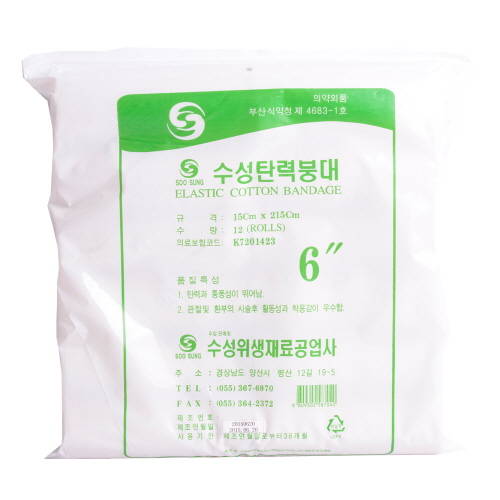 의약외품
부산식약청 제 4683-1호
SOO SUNG
수성탄력붕대
ELASTIC COTTON BANDAGE
규 격 : 15Cm x 215Cm
수 량 : 12 (ROLLS)
의료보험코드: K7201423
6″
품 질 특 성
1. 탄력과 통풍성이 뛰어남.
2. 관절및 환부의 시술후 활동성과 착용감이 우수함.
SOO SUNG
수성위생재료공업사
주 소 : 경상남도 양산시 평산 12길 19-5
TEL : (055) 367-6970
FAX : (055) 364-2372
제 조 번 호 : 20150620
제조연월일 : 2015.06.20
사 용 기 한 : 제조연월일로부터36개월